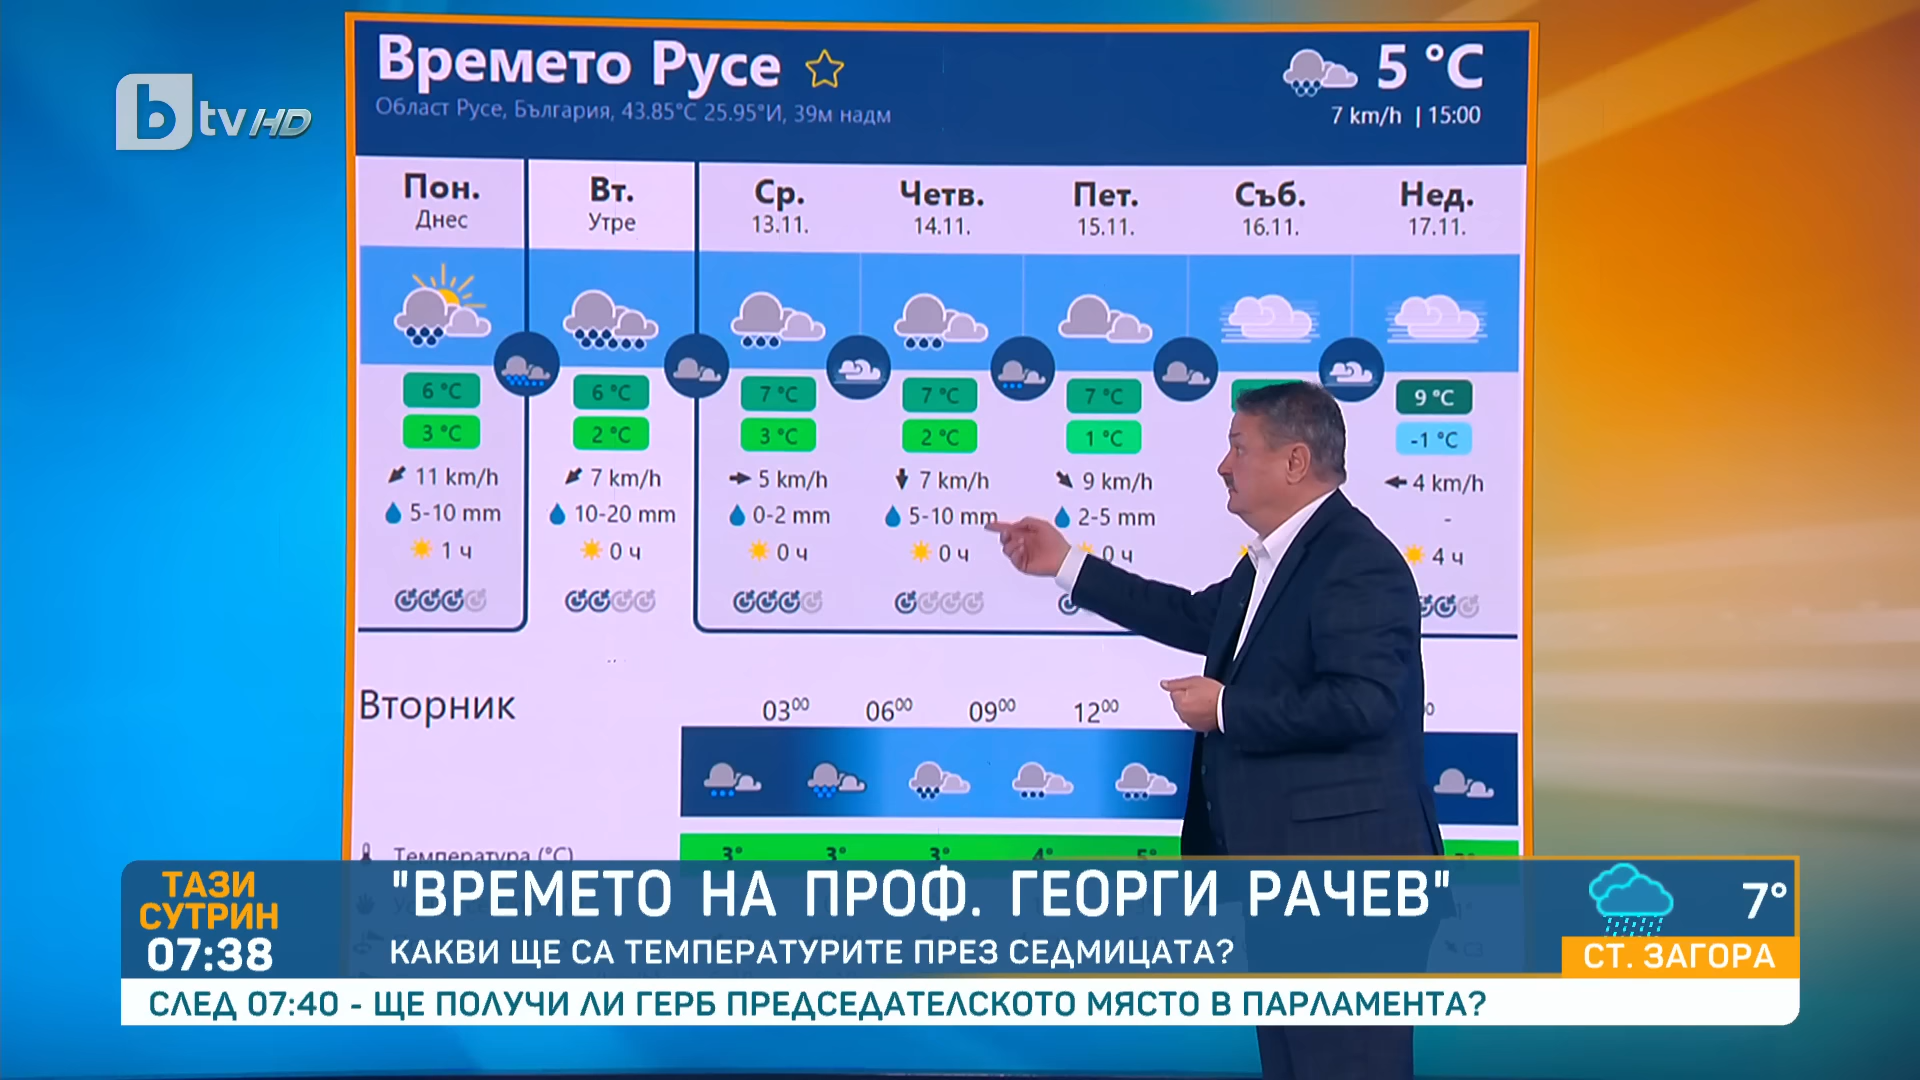 btv HD
Времето Русе
Област Русе, България, 43.85°С 25.95°И, 39м надм
5 °C
7 km/h | 15:00
Пон. Вт. Ср. Четв. Пет. Съб. Нед.
Днес Утре 13.11. 14.11. 15.11. 16.11. 17.11.
6 °C 6 °C 7 °C 7 °C 7 °C 9 °C
3 °C 2 °C 3 °C 2 °C 1 °C -1 °C
11 km/h 7 km/h 5 km/h 7 km/h 9 km/h 4 km/h
5-10 mm 10-20 mm 0-2 mm 5-10 mm 2-5 mm -
1 ч 0 ч 0 ч 0 ч 0 ч 4 ч
Вторник
03⁰⁰ 06⁰⁰ 09⁰⁰ 12⁰⁰
Температура (°C) 3° 3° 3° 4° 5°
ТАЗИ СУТРИН
07:38
"ВРЕМЕТО НА ПРОФ. ГЕОРГИ РАЧЕВ"
КАКВИ ЩЕ СА ТЕМПЕРАТУРИТЕ ПРЕЗ СЕДМИЦАТА?
7°
СТ. ЗАГОРА
СЛЕД 07:40 - ЩЕ ПОЛУЧИ ЛИ ГЕРБ ПРЕДСЕДАТЕЛСКОТО МЯСТО В ПАРЛАМЕНТА?